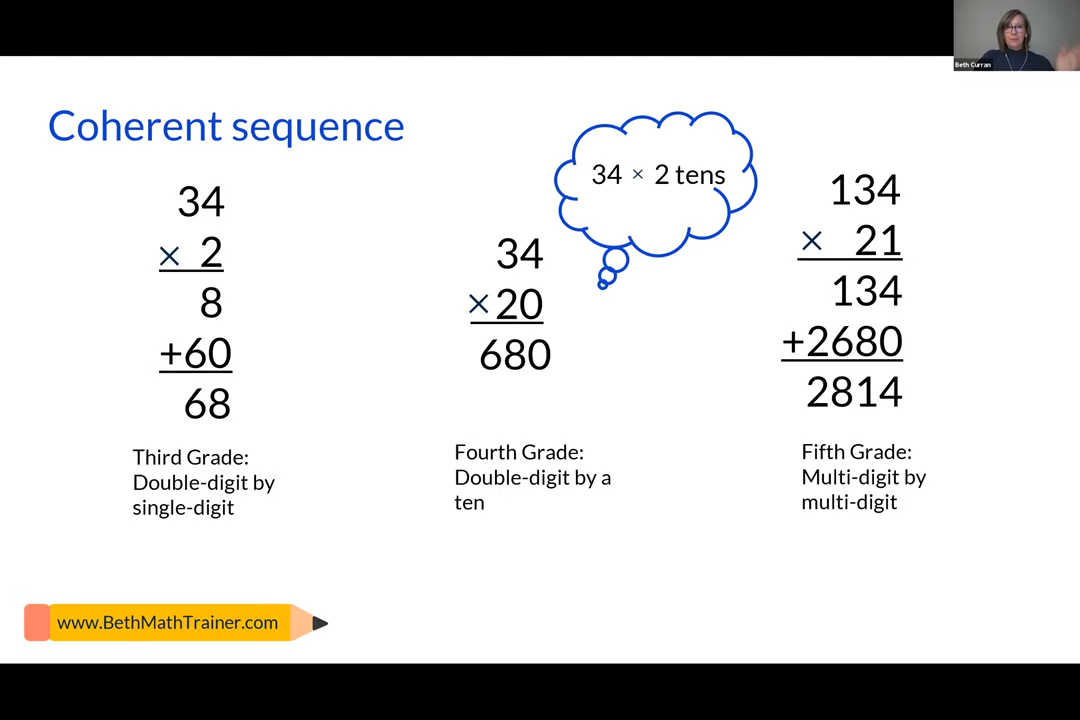 Beth Curran
Coherent sequence
34
× 2
8
+60
68
Third Grade:
Double-digit by
single-digit
34 × 2 tens
34
×20
680
Fourth Grade:
Double-digit by a
ten
134
× 21
134
+2680
2814
Fifth Grade:
Multi-digit by
multi-digit
www.BethMathTrainer.com